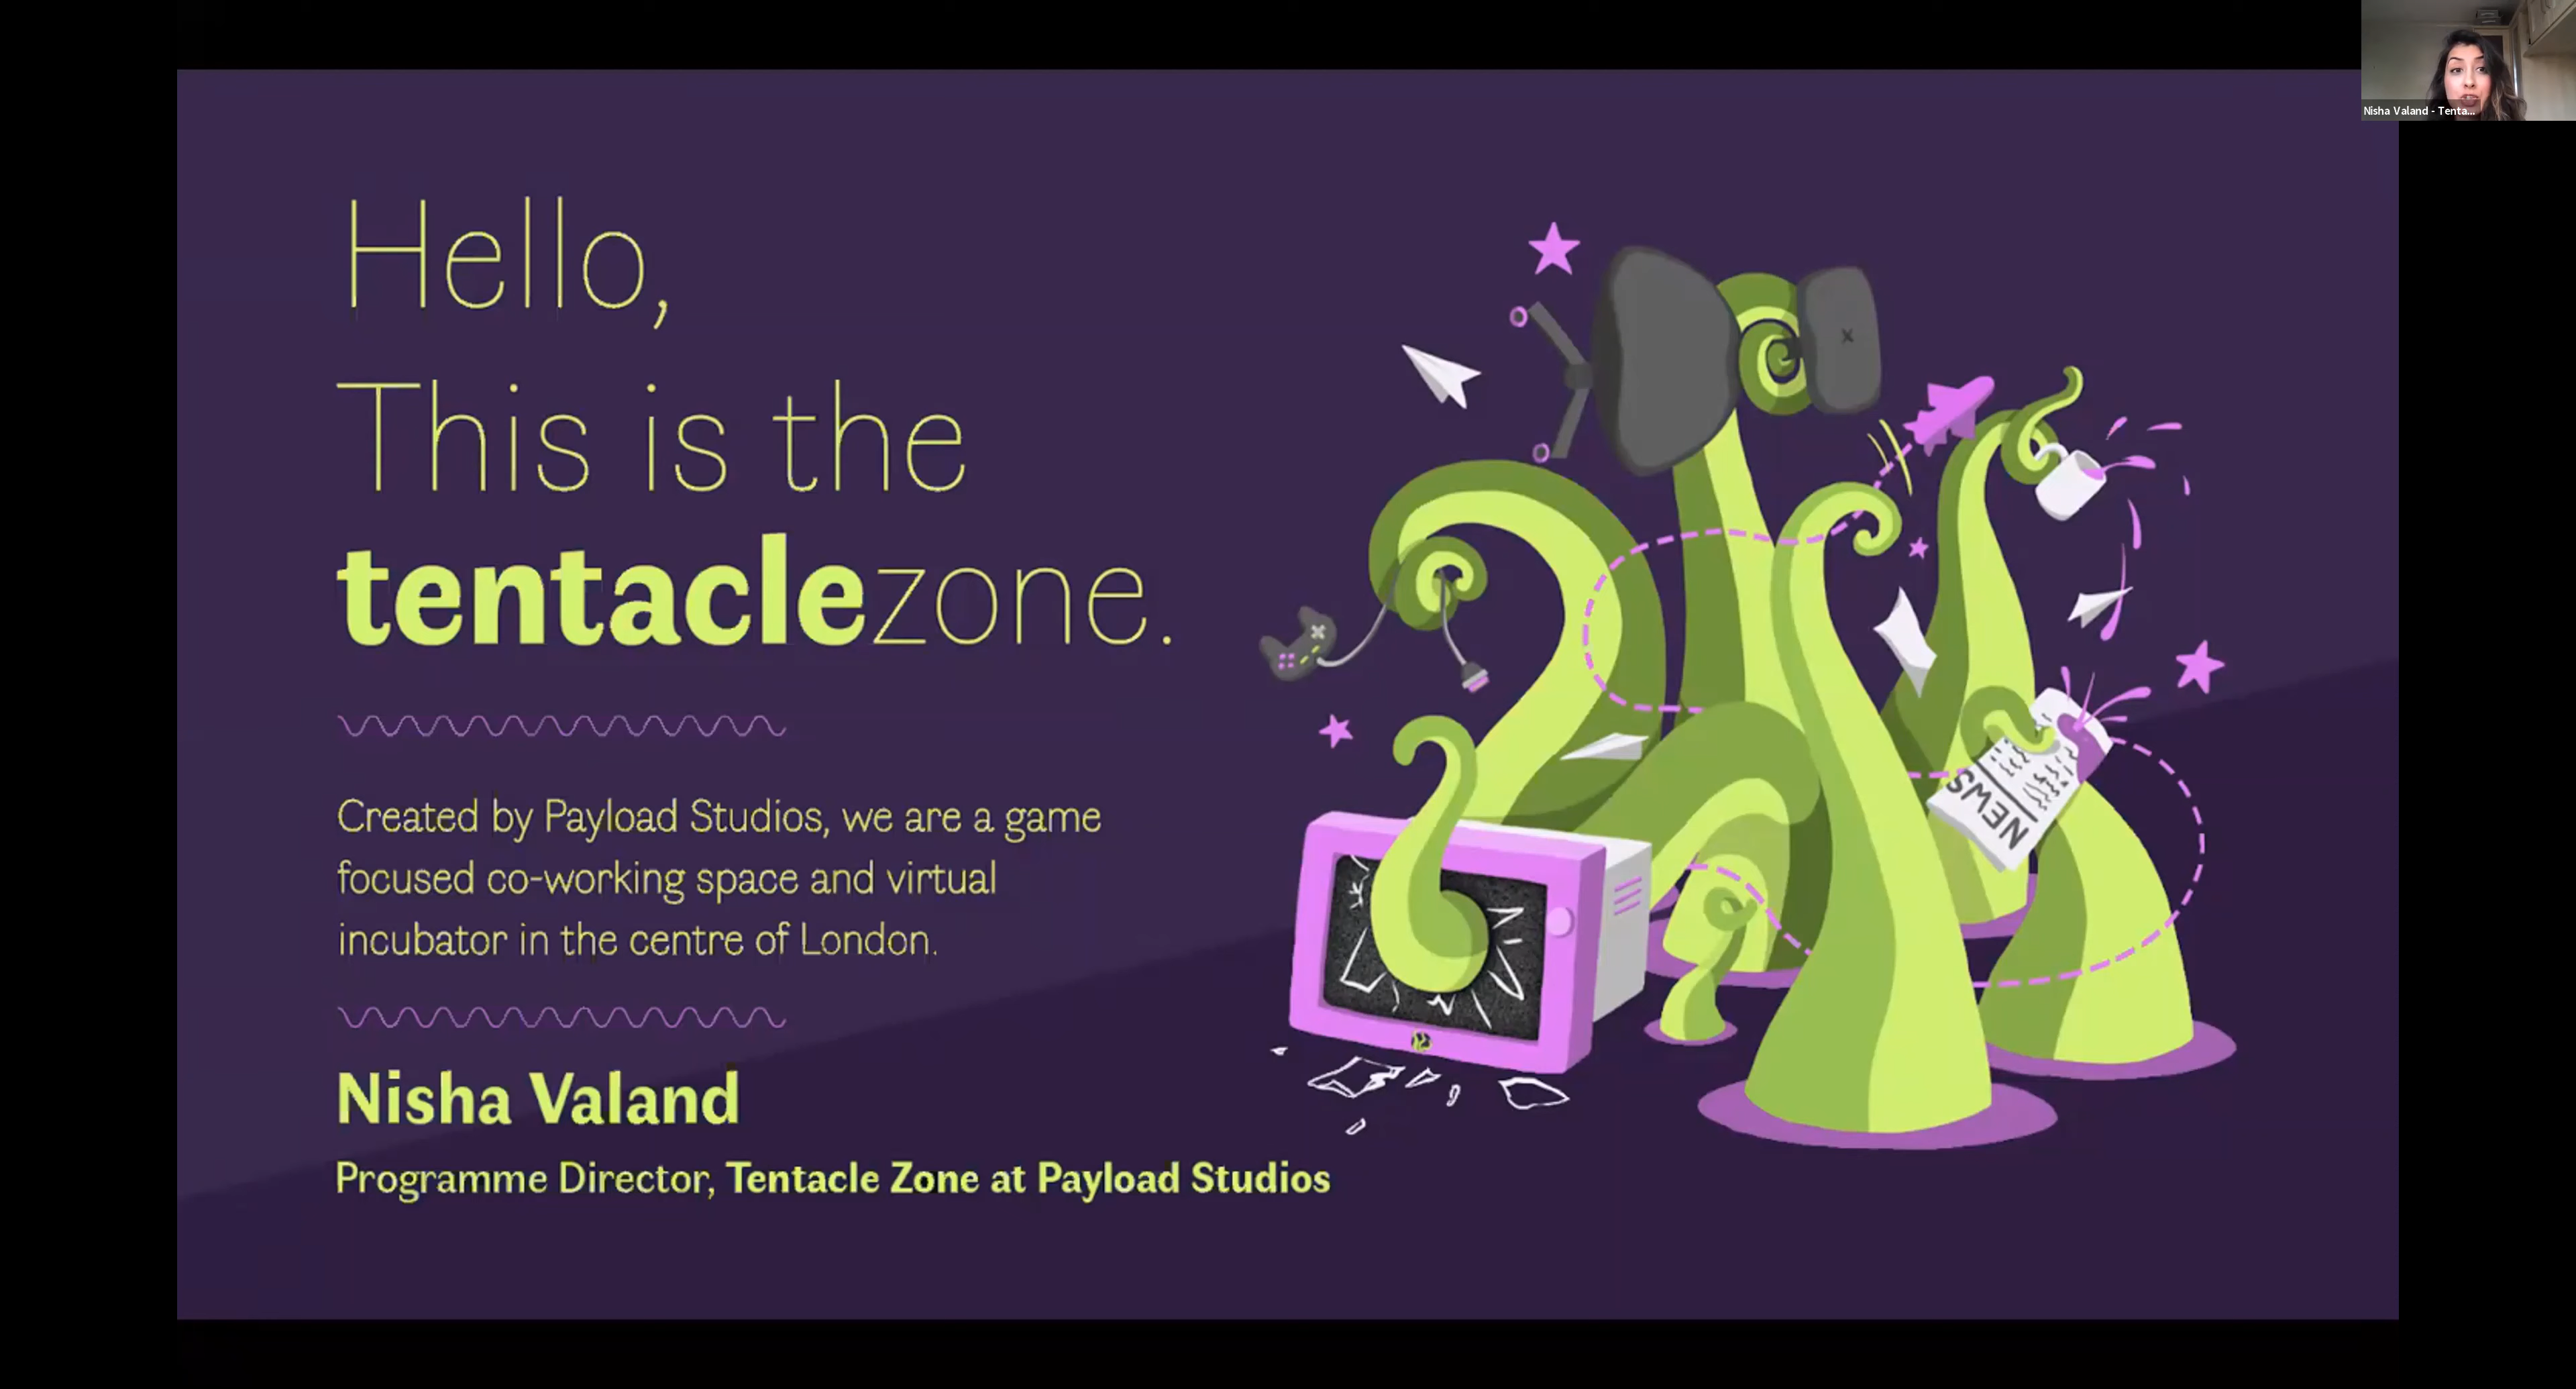 Nisha Valand - Tenta...
Hello,
This is the
tentaclezone.
Created by Payload Studios, we are a game
focused co-working space and virtual
incubator in the centre of London.
Nisha Valand
Programme Director, Tentacle Zone at Payload Studios
NEWS